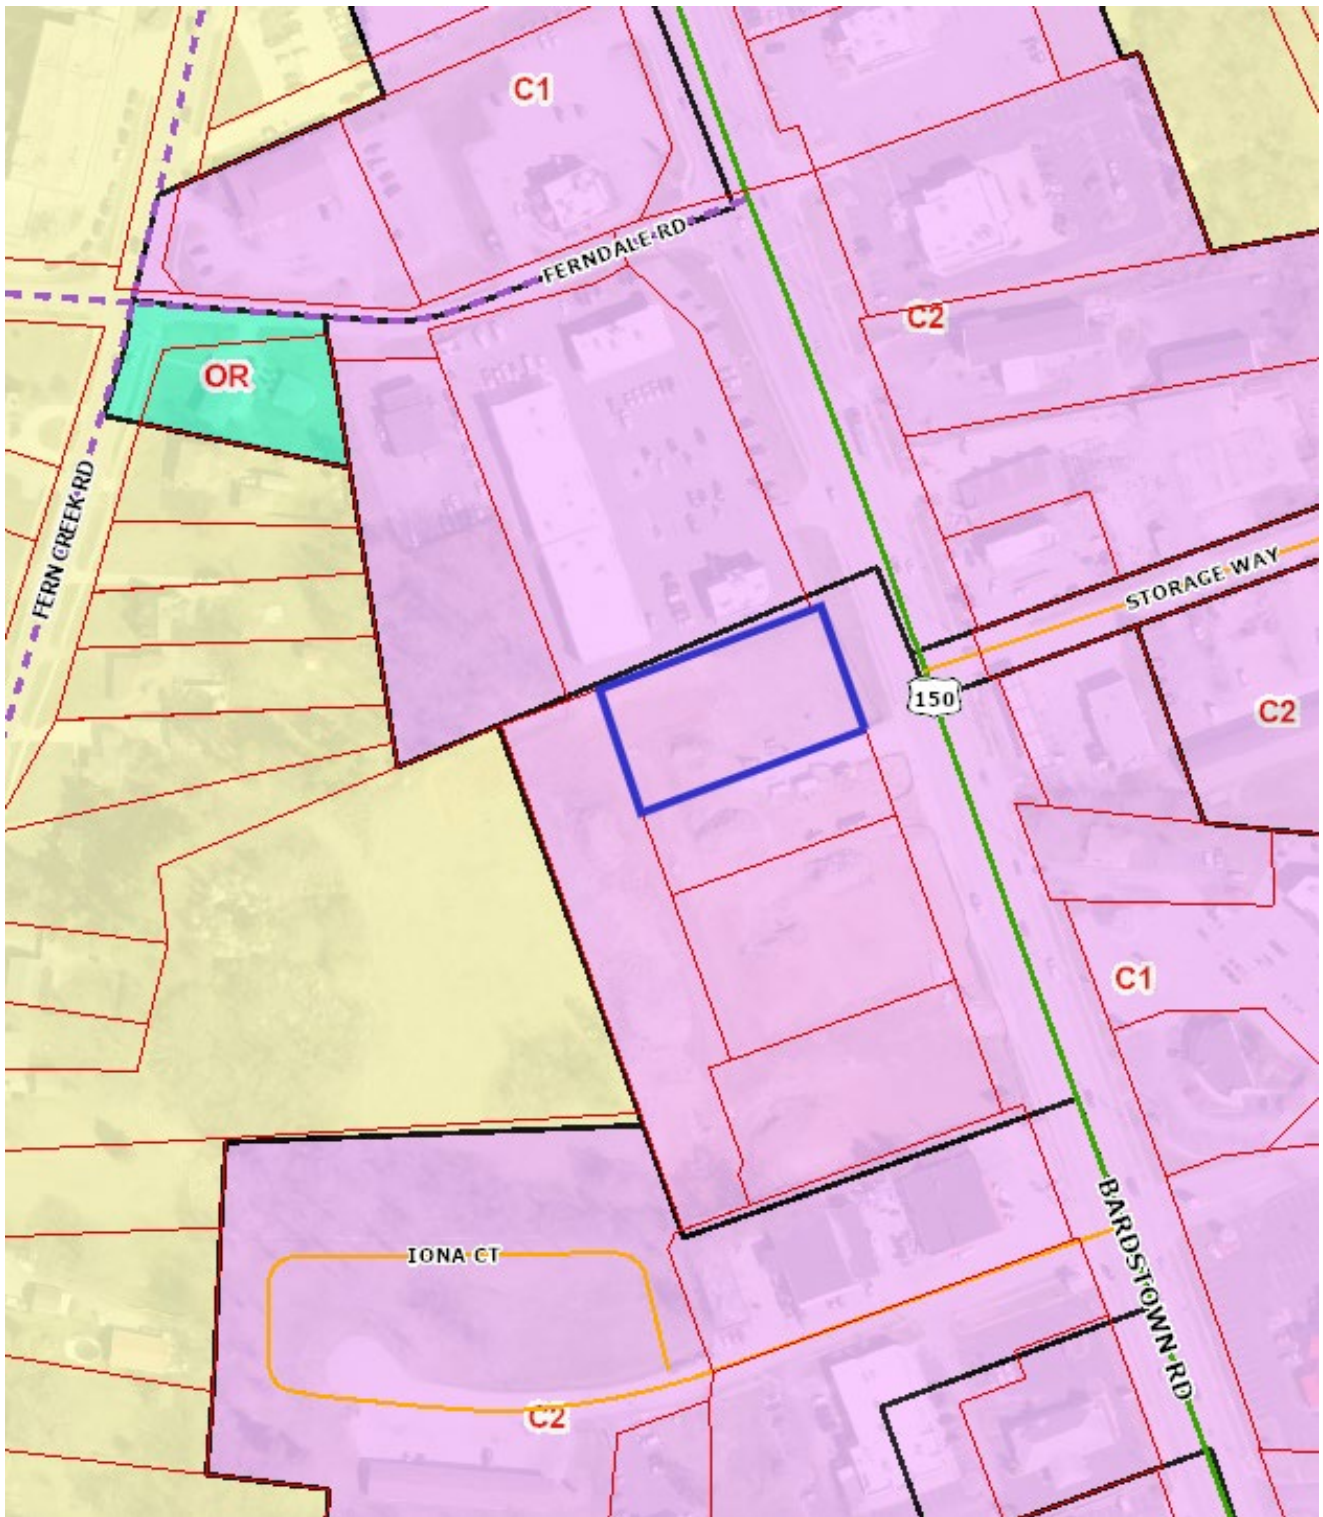 C1
FERNDALE RD
C2
OR
FERN CREEK RD
STORAGE WAY
150
C2
C1
BARDSTOWN RD
IONA CT
C2